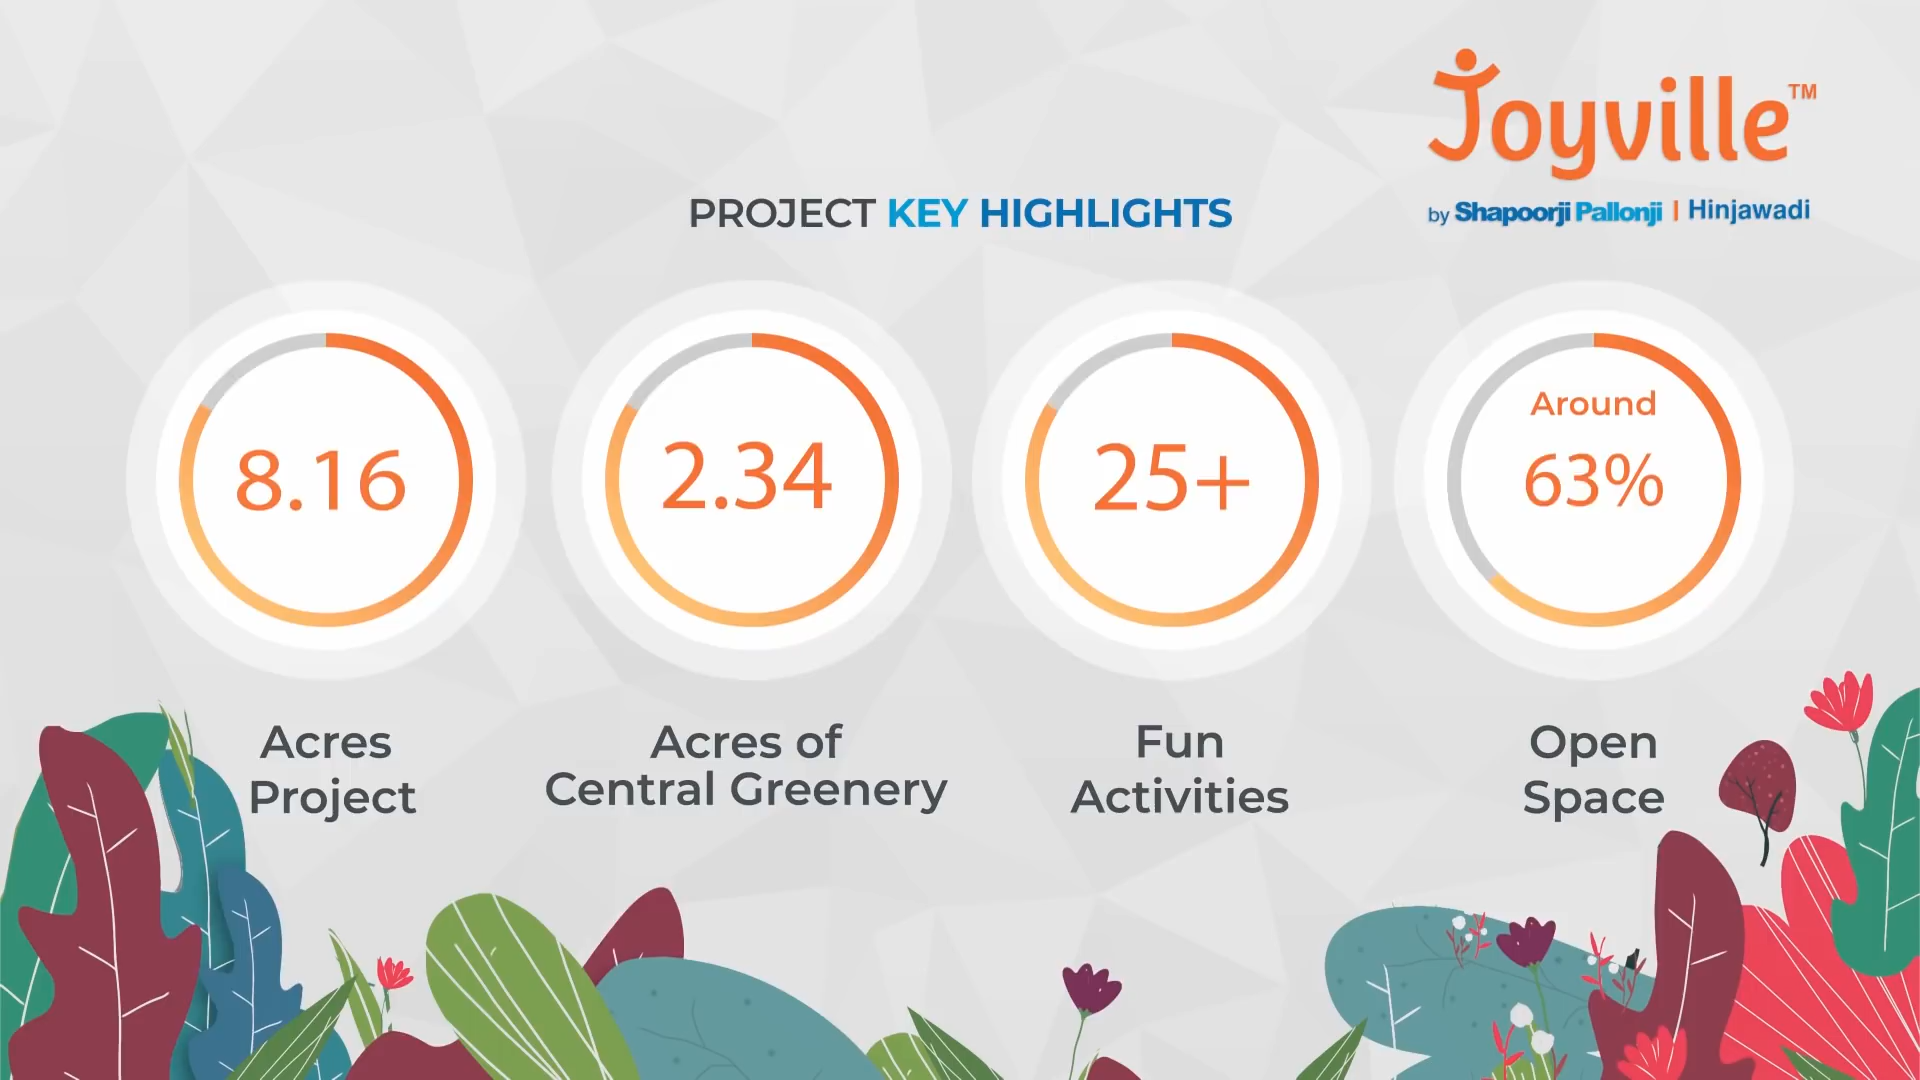 Joyville™
by Shapoorji Pallonji | Hinjawadi
PROJECT KEY HIGHLIGHTS
8.16
Acres
Project
2.34
Acres of
Central Greenery
25+
Fun
Activities
Around
63%
Open
Space